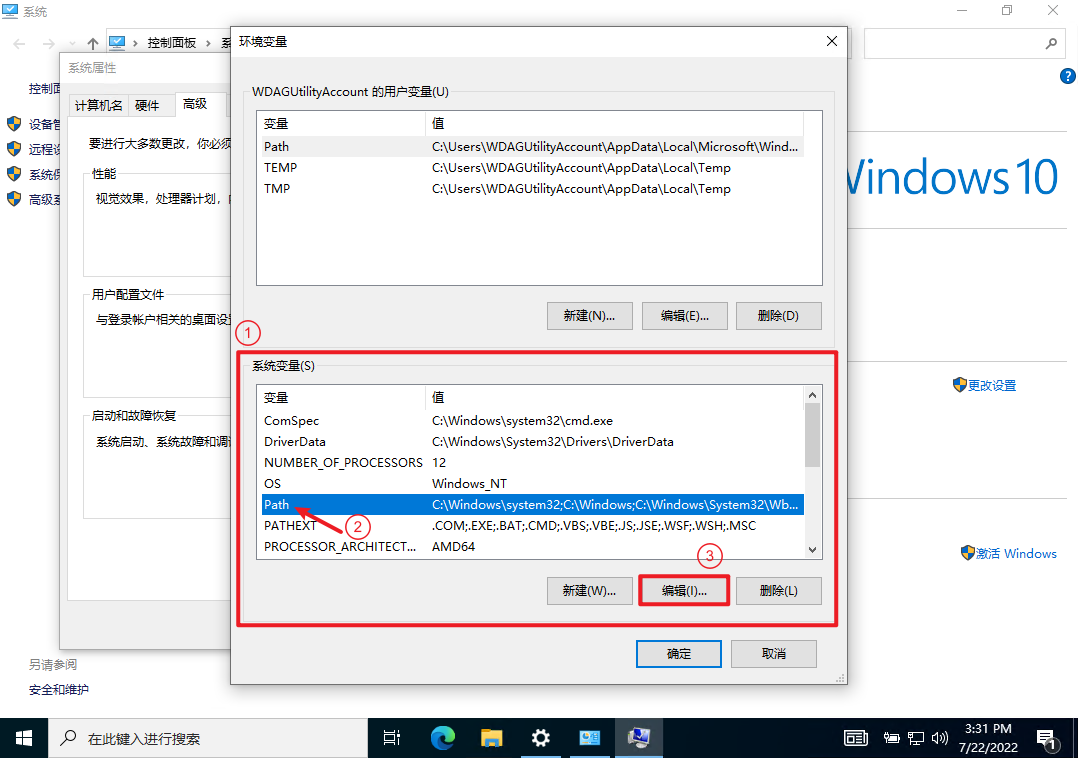 系统
控制面板
系
系统属性
环境变量
控制面
设备管
远程设
系统保
高级系
计算机名
硬件
高级
要进行大多数更改，你必须
性能
视觉效果，处理器计划，
用户配置文件
与登录帐户相关的桌面设
启动和故障恢复
系统启动、系统故障和调
WDAGUtilityAccount 的用户变量(U)
变量 值
Path C:\Users\WDAGUtilityAccount\AppData\Local\Microsoft\Wind...
TEMP C:\Users\WDAGUtilityAccount\AppData\Local\Temp
TMP C:\Users\WDAGUtilityAccount\AppData\Local\Temp
新建(N)... 编辑(E)... 删除(D)
①
系统变量(S)
变量 值
ComSpec C:\Windows\system32\cmd.exe
DriverData C:\Windows\System32\Drivers\DriverData
NUMBER_OF_PROCESSORS 12
OS Windows_NT
Path C:\Windows\system32;C:\Windows;C:\Windows\System32\Wb...
PATHEXT .COM;.EXE;.BAT;.CMD;.VBS;.VBE;.JS;.JSE;.WSF;.WSH;.MSC
②
PROCESSOR_ARCHITECT... AMD64
③
新建(W)... 编辑(I)... 删除(L)
确定 取消
?
Windows 10
更改设置
激活 Windows
另请参阅
安全和维护
在此键入进行搜索
3:31 PM
7/22/2022
1